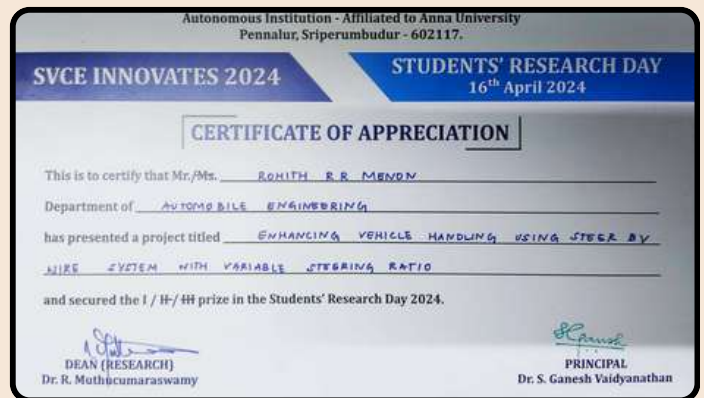 Autonomous Institution - Affiliated to Anna University
Pennalur, Sriperumbudur - 602117.
SVCE INNOVATES 2024
STUDENTS' RESEARCH DAY
16th April 2024
CERTIFICATE OF APPRECIATION
This is to certify that Mr./Ms. ROHITH R R MENON
Department of AUTOMOBILE ENGINEERING
has presented a project titled ENHANCING VEHICLE HANDLING USING STEER BY
WIRE SYSTEM WITH VARIABLE STEERING RATIO
and secured the I / II / III prize in the Students' Research Day 2024.
DEAN (RESEARCH)
Dr. R. Muthucumaraswamy
PRINCIPAL
Dr. S. Ganesh Vaidyanathan